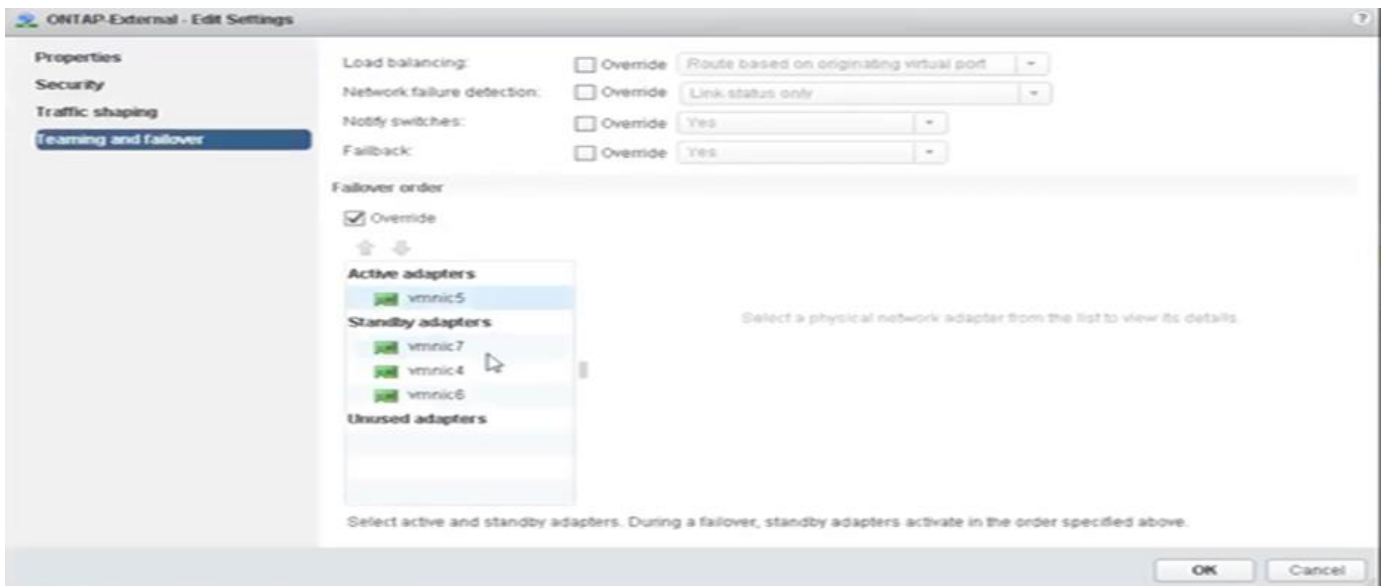 ONTAP-External - Edit Settings
?
Properties
Security
Traffic shaping
Teaming and failover
Load balancing:
Override
Route based on originating virtual port
Network failure detection:
Override
Link status only
Notify switches:
Override
Yes
Failback:
Override
Yes
Failover order
Override
Active adapters
vmnic5
Standby adapters
vmnic7
vmnic4
vmnic6
Unused adapters
Select a physical network adapter from the list to view its details.
Select active and standby adapters. During a failover, standby adapters activate in the order specified above.
OK
Cancel